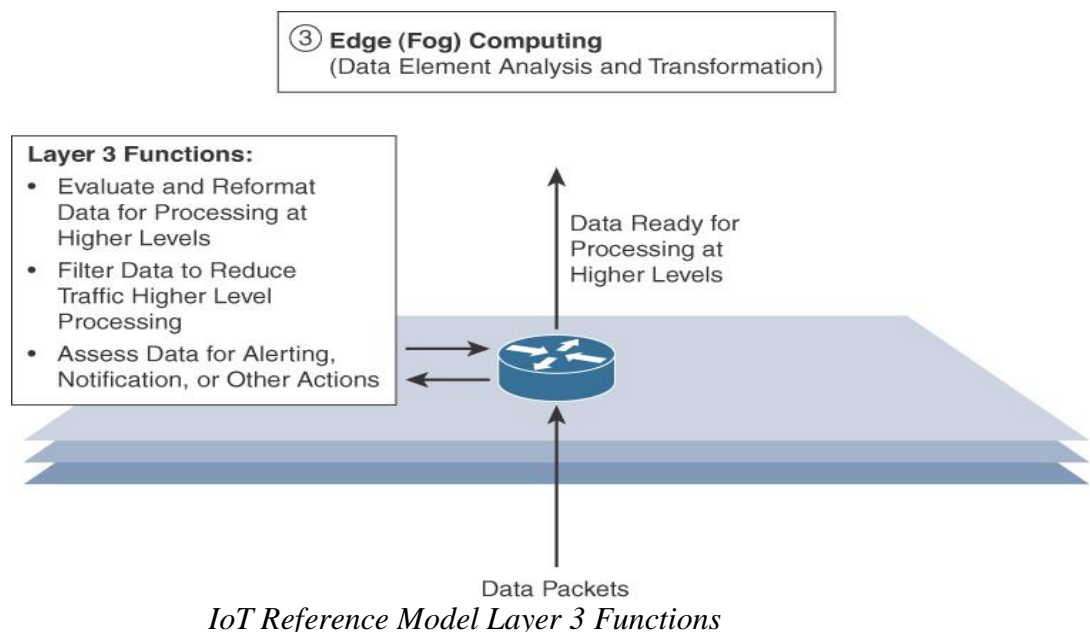 ③ Edge (Fog) Computing
(Data Element Analysis and Transformation)
Layer 3 Functions:
• Evaluate and Reformat
Data for Processing at
Higher Levels
• Filter Data to Reduce
Traffic Higher Level
Processing
• Assess Data for Alerting,
Notification, or Other Actions
Data Ready for
Processing at
Higher Levels
Data Packets
IoT Reference Model Layer 3 Functions